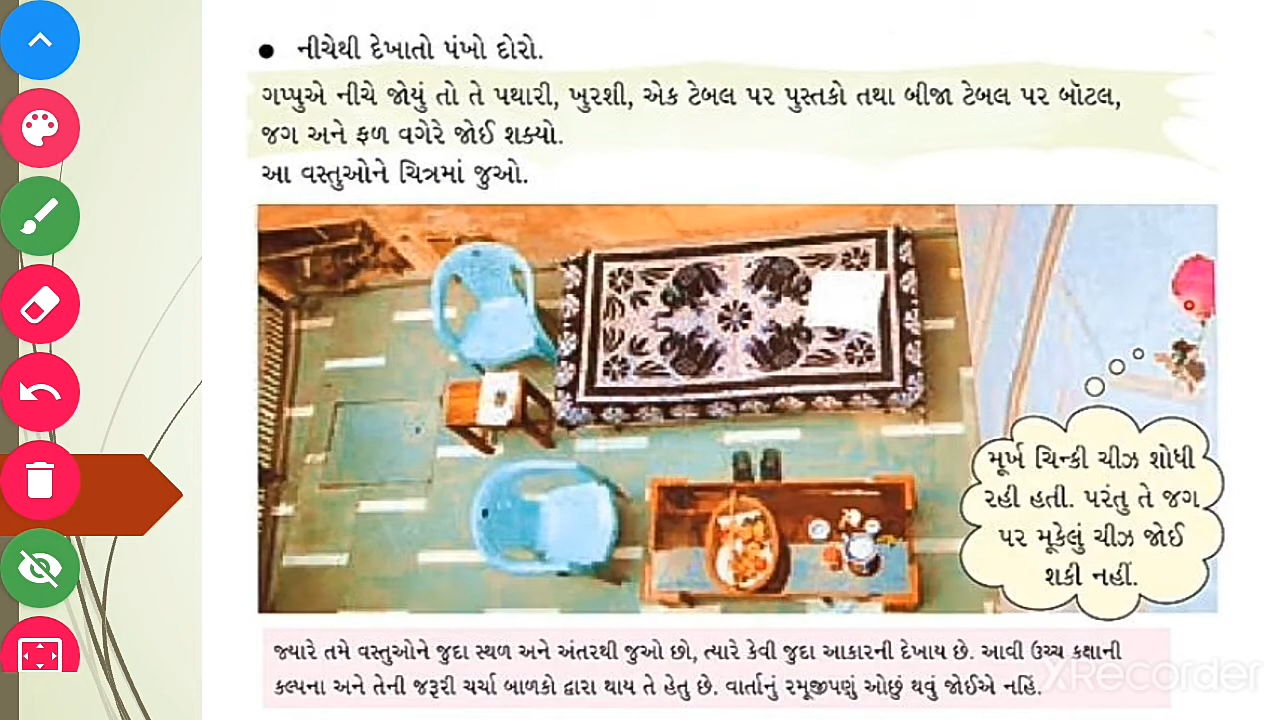 ● નીચેથી દેખાતો પંખો દોરો.
ગપ્પુએ નીચે જોયું તો તે પથારી, ખુરશી, એક ટેબલ પર પુસ્તકો તથા બીજા ટેબલ પર બૉટલ,
જગ અને ફળ વગેરે જોઈ શક્યો.
આ વસ્તુઓને ચિત્રમાં જુઓ.
મૂર્ખ ચિન્કી ચીઝ શોધી
રહી હતી. પરંતુ તે જગ
પર મૂકેલું ચીઝ જોઈ
શકી નહીં.
જ્યારે તમે વસ્તુઓને જુદા સ્થળ અને અંતરથી જુઓ છો, ત્યારે કેવી જુદા આકારની દેખાય છે. આવી ઉચ્ચ કક્ષાની
કલ્પના અને તેની જરૂરી ચર્ચા બાળકો દ્વારા થાય તે હેતુ છે. વાર્તાનું રમૂજીપણું ઓછું થવું જોઈએ નહિં.
XRecorder